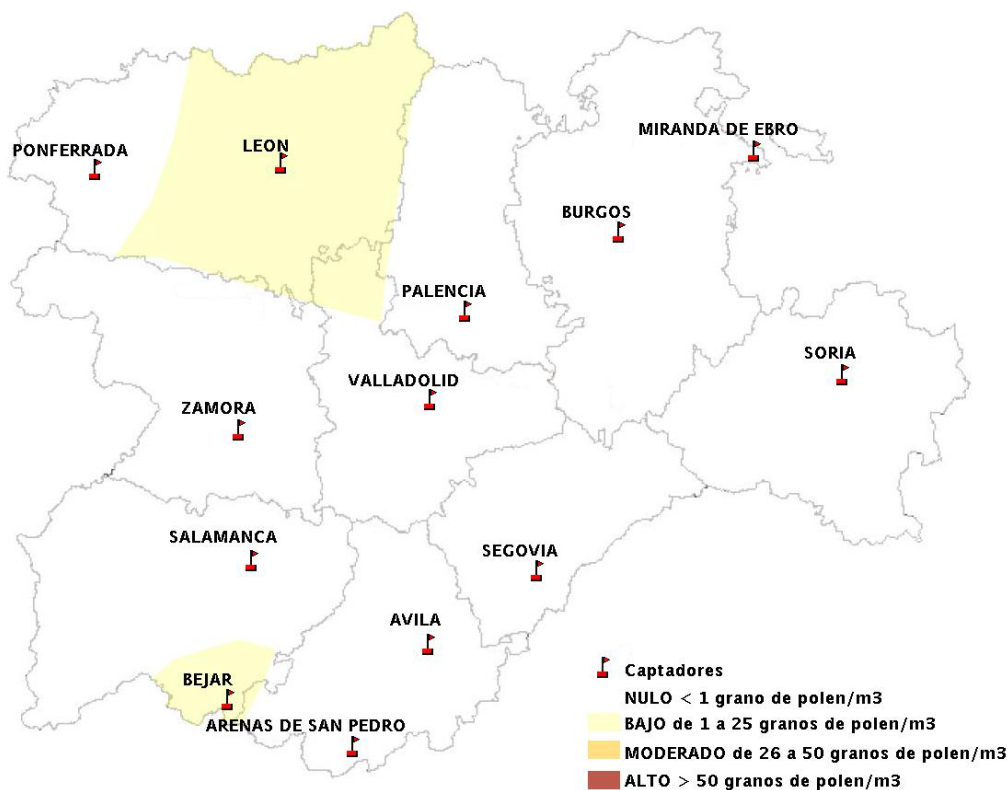 MIRANDA DE EBRO
PONFERRADA
LEON
BURGOS
PALENCIA
SORIA
VALLADOLID
ZAMORA
SALAMANCA
SEGOVIA
AVILA
BEJAR
ARENAS DE SAN PEDRO
Captadores
NULO < 1 grano de polen/m3
BAJO de 1 a 25 granos de polen/m3
MODERADO de 26 a 50 granos de polen/m3
ALTO > 50 granos de polen/m3